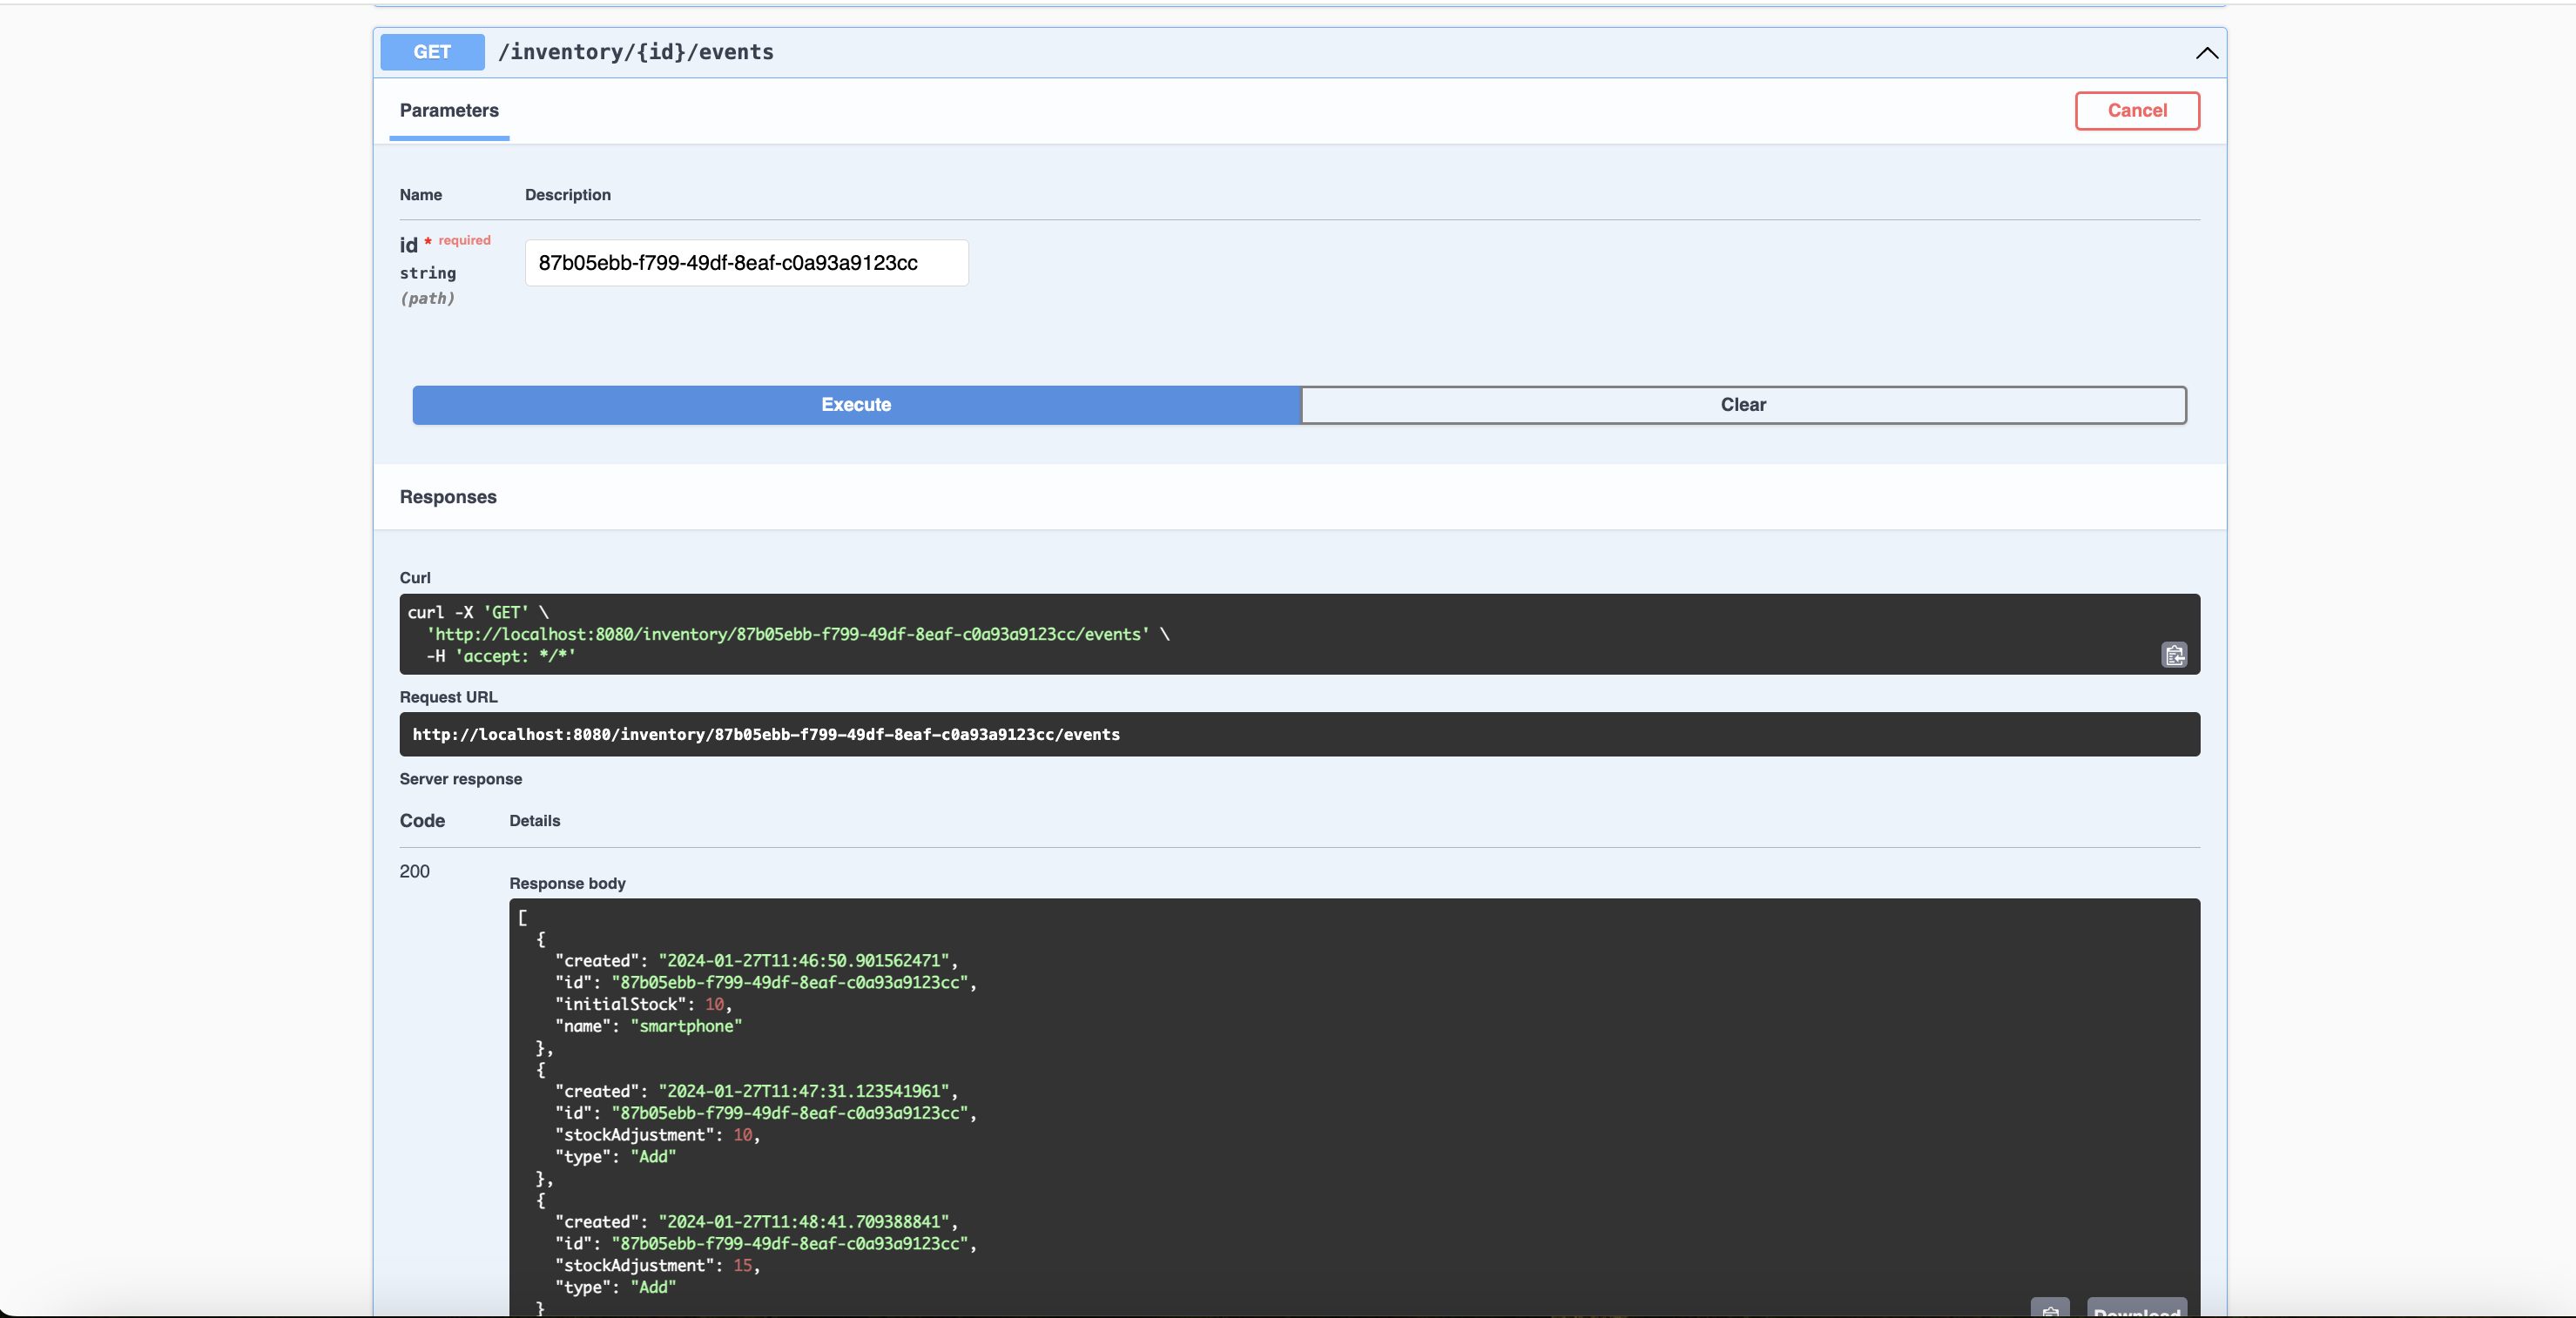 GET /inventory/{id}/events
Parameters
Cancel
Name Description
id * required
string
(path)
87b05ebb-f799-49df-8eaf-c0a93a9123cc
Execute Clear
Responses
Curl
curl -X 'GET' \
'http://localhost:8080/inventory/87b05ebb-f799-49df-8eaf-c0a93a9123cc/events' \
-H 'accept: */*'
Request URL
http://localhost:8080/inventory/87b05ebb-f799-49df-8eaf-c0a93a9123cc/events
Server response
Code Details
200
Response body
[
{
"created": "2024-01-27T11:46:50.901562471",
"id": "87b05ebb-f799-49df-8eaf-c0a93a9123cc",
"initialStock": 10,
"name": "smartphone"
},
{
"created": "2024-01-27T11:47:31.123541961",
"id": "87b05ebb-f799-49df-8eaf-c0a93a9123cc",
"stockAdjustment": 10,
"type": "Add"
},
{
"created": "2024-01-27T11:48:41.709388841",
"id": "87b05ebb-f799-49df-8eaf-c0a93a9123cc",
"stockAdjustment": 15,
"type": "Add"
}
Download